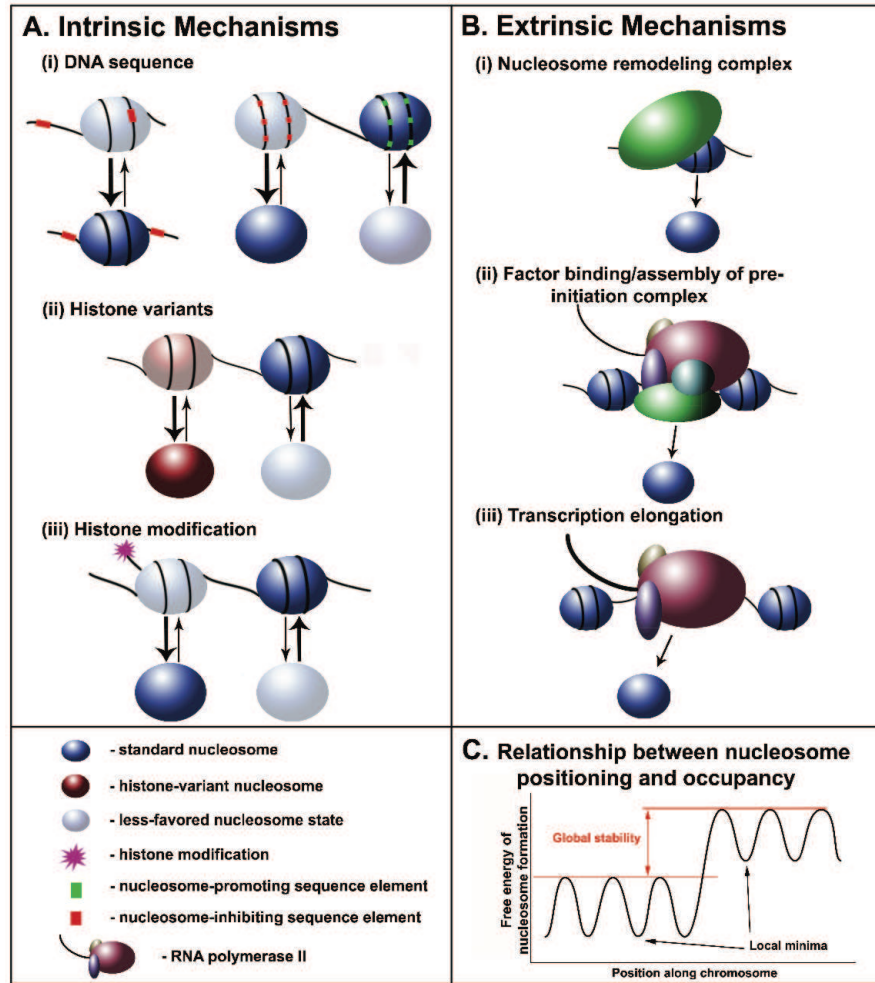 A. Intrinsic Mechanisms
(i) DNA sequence
(ii) Histone variants
(iii) Histone modification
- standard nucleosome
- histone-variant nucleosome
- less-favored nucleosome state
- histone modification
- nucleosome-promoting sequence element
- nucleosome-inhibiting sequence element
- RNA polymerase II
B. Extrinsic Mechanisms
(i) Nucleosome remodeling complex
(ii) Factor binding/assembly of pre-
initiation complex
(iii) Transcription elongation
C. Relationship between nucleosome
positioning and occupancy
Free energy of
nucleosome formation
Global stability
Local minima
Position along chromosome